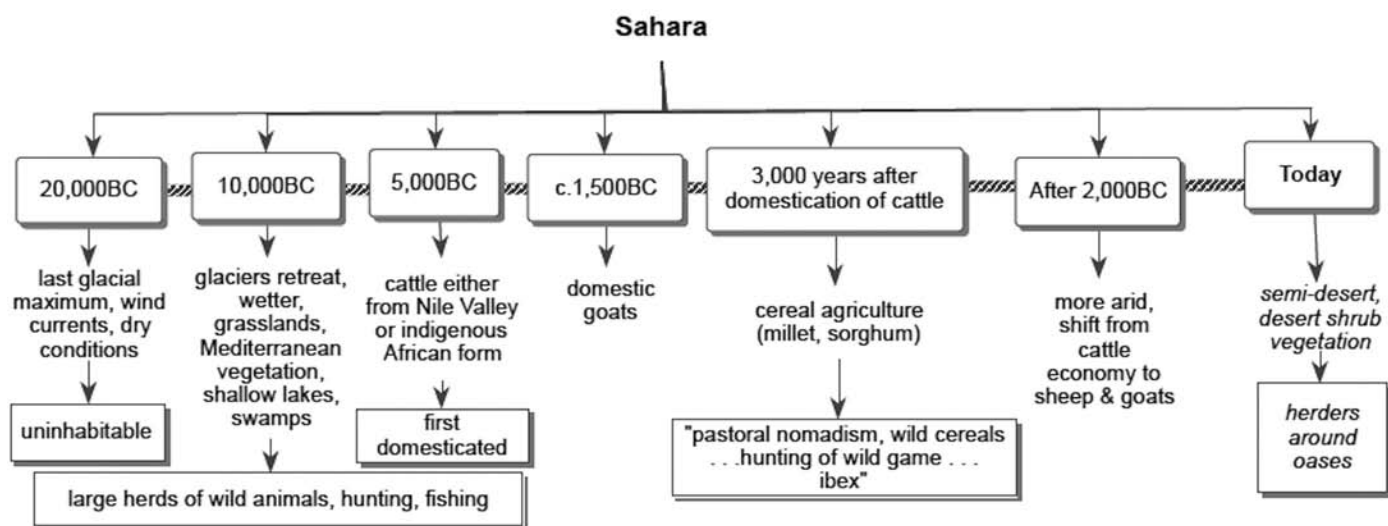 Sahara
20,000BC
10,000BC
5,000BC
c.1,500BC
3,000 years after
domestication of cattle
After 2,000BC
Today
last glacial
maximum, wind
currents, dry
conditions
uninhabitable
glaciers retreat,
wetter,
grasslands,
Mediterranean
vegetation,
shallow lakes,
swamps
large herds of wild animals, hunting, fishing
cattle either
from Nile Valley
or indigenous
African form
first
domesticated
domestic
goats
cereal agriculture
(millet, sorghum)
"pastoral nomadism, wild cereals
. . .hunting of wild game . . .
ibex"
more arid,
shift from
cattle
economy to
sheep & goats
semi-desert,
desert shrub
vegetation
herders
around
oases